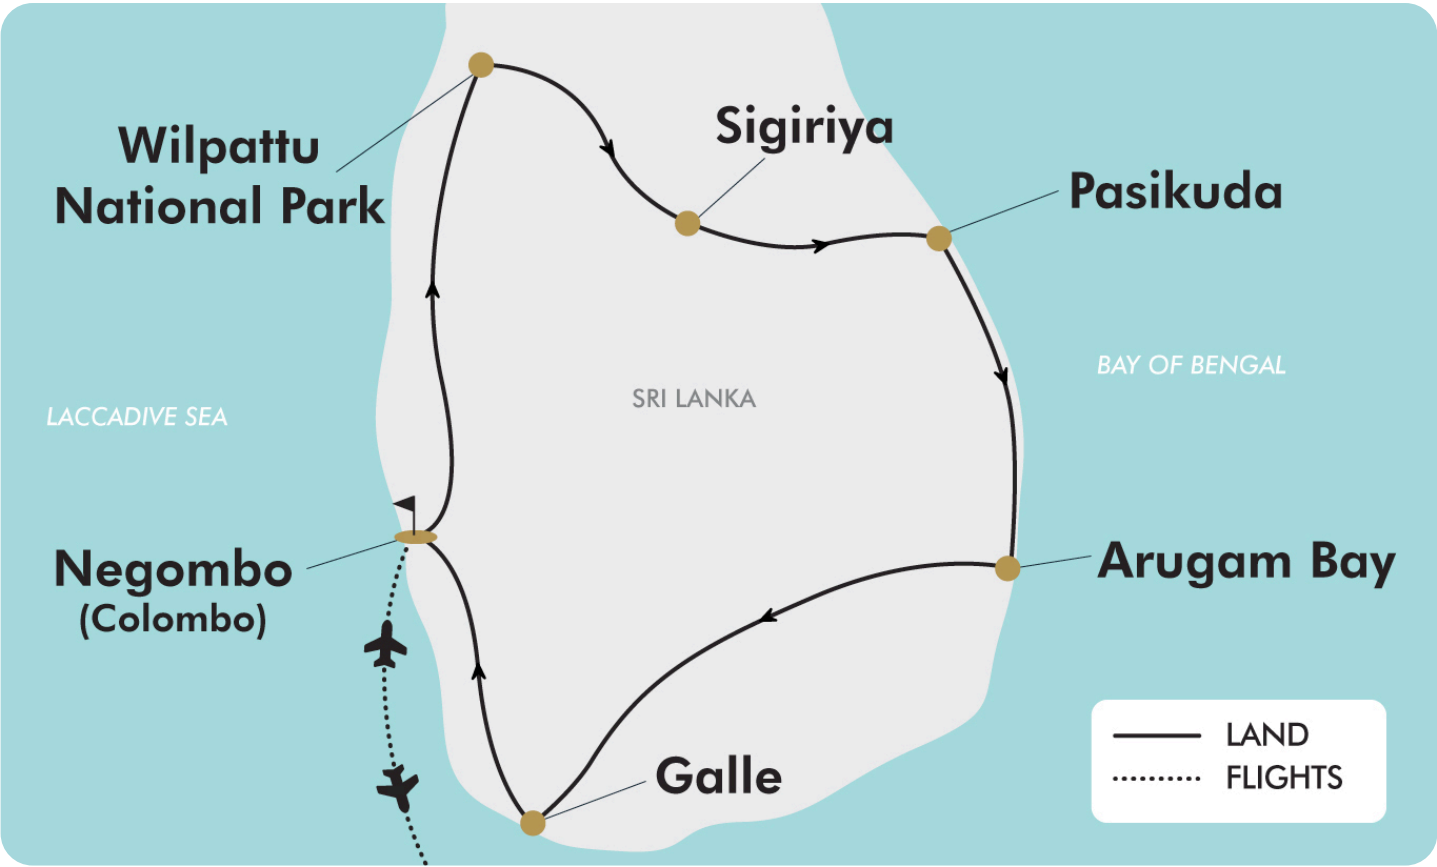 Sigiriya
Wilpattu
National Park
Pasikuda
BAY OF BENGAL
SRI LANKA
LACCADIVE SEA
Negombo
(Colombo)
Arugam Bay
Galle
LAND
FLIGHTS